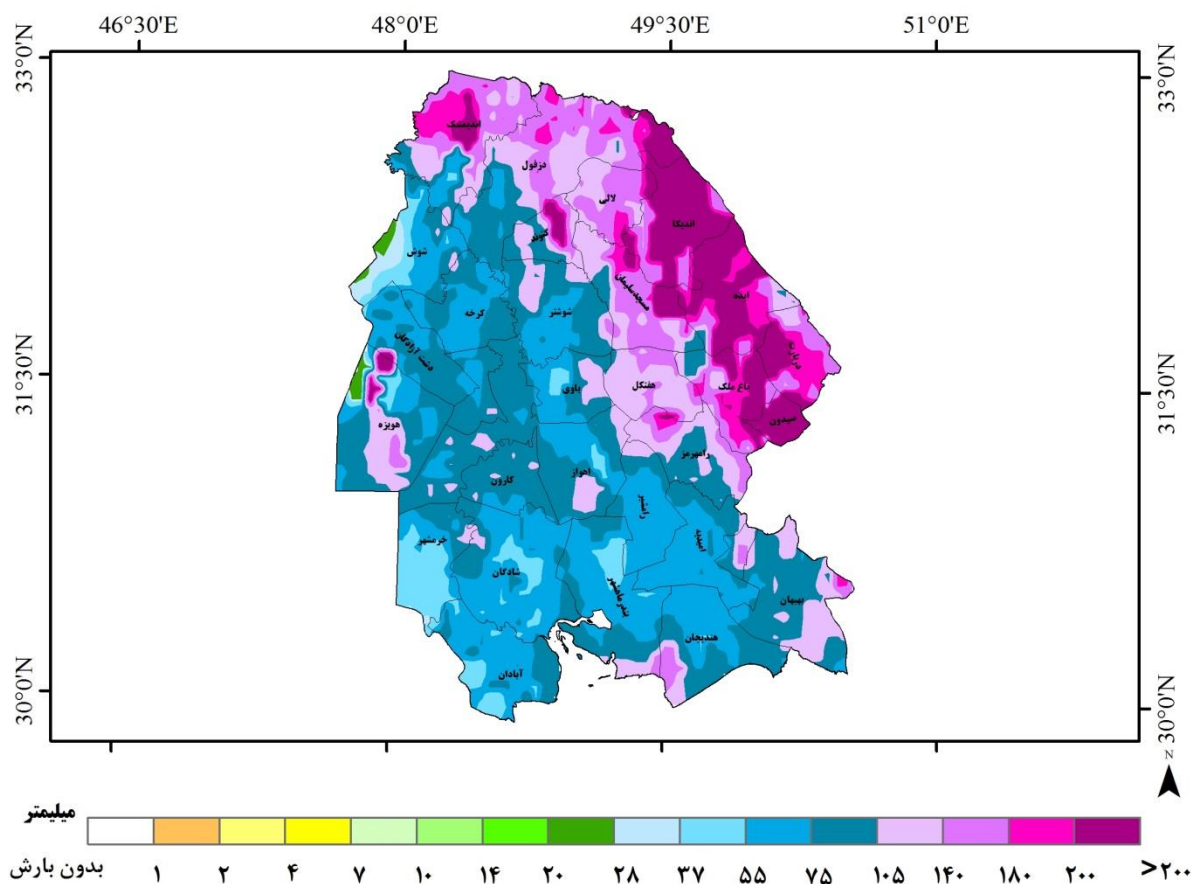 46°30'E 48°0'E 49°30'E 51°0'E
33°0'N 33°0'N
اندیمشک
دزفول
لالی
اندیکا
گتوند
شوش
مسجدسلیمان
ایذه
کرخه
شوشتر
دشت آزادگان
31°30'N 31°30'N
باوی
هفتکل
باغ ملک
صیدون
هویزه
رامهرمز
اهواز
کارون
رامشیر
امیدیه
خرمشهر
شادگان
بندرماهشهر
بهبهان
هندیجان
آبادان
30°0'N 30°0'N
N
میلیمتر
بدون بارش ۱ ۲ ۴ ۷ ۱۰ ۱۴ ۲۰ ۲۸ ۳۷ ۵۵ ۷۵ ۱۰۵ ۱۴۰ ۱۸۰ ۲۰۰ >۲۰۰